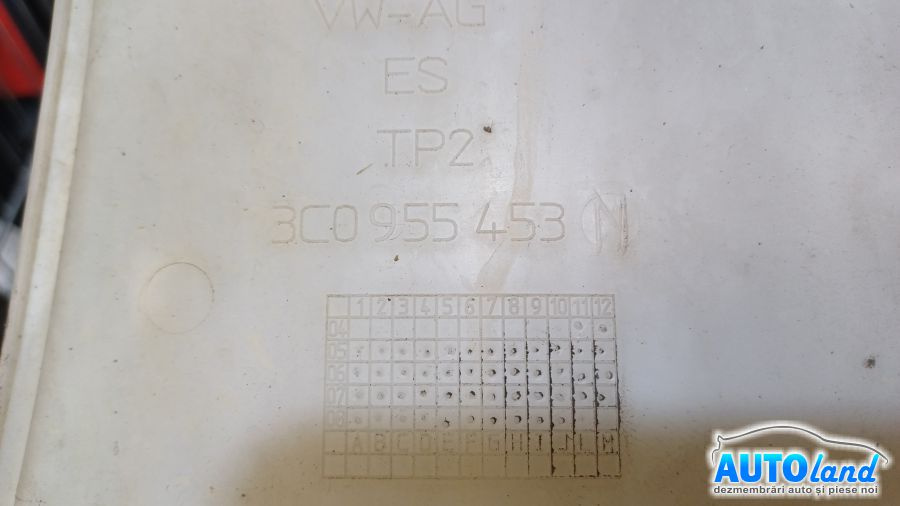 VW-AG
ES
TP2
3C0 955 453 N
1 2 3 4 5 6 7 8 9 10 11 12
04
05
06
07
08
A B C D E F G H I J L M
AUTOland
dezmembrări auto și piese noi